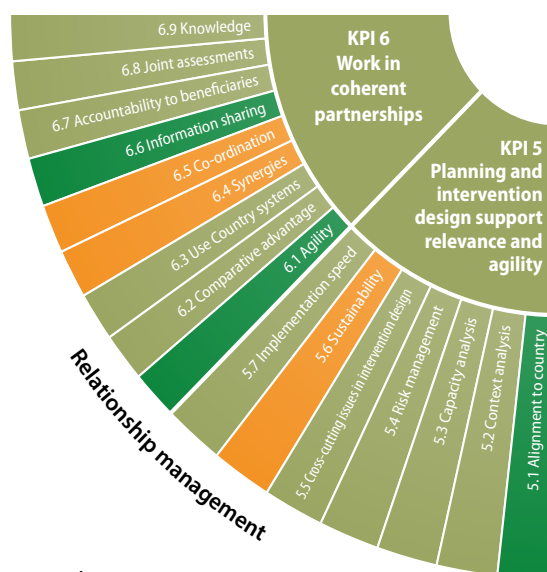 6.9 Knowledge
6.8 Joint assessments
6.7 Accountability to beneficiaries
6.6 Information sharing
6.5 Co-ordination
6.4 Synergies
6.3 Use Country systems
6.2 Comparative advantage
6.1 Agility
KPI 6
Work in
coherent
partnerships
KPI 5
Planning and
intervention
design support
relevance and
agility
5.7 Implementation speed
5.6 Sustainability
5.5 Cross-cutting issues in intervention design
5.4 Risk management
5.3 Capacity analysis
5.2 Context analysis
5.1 Alignment to country
Relationship management